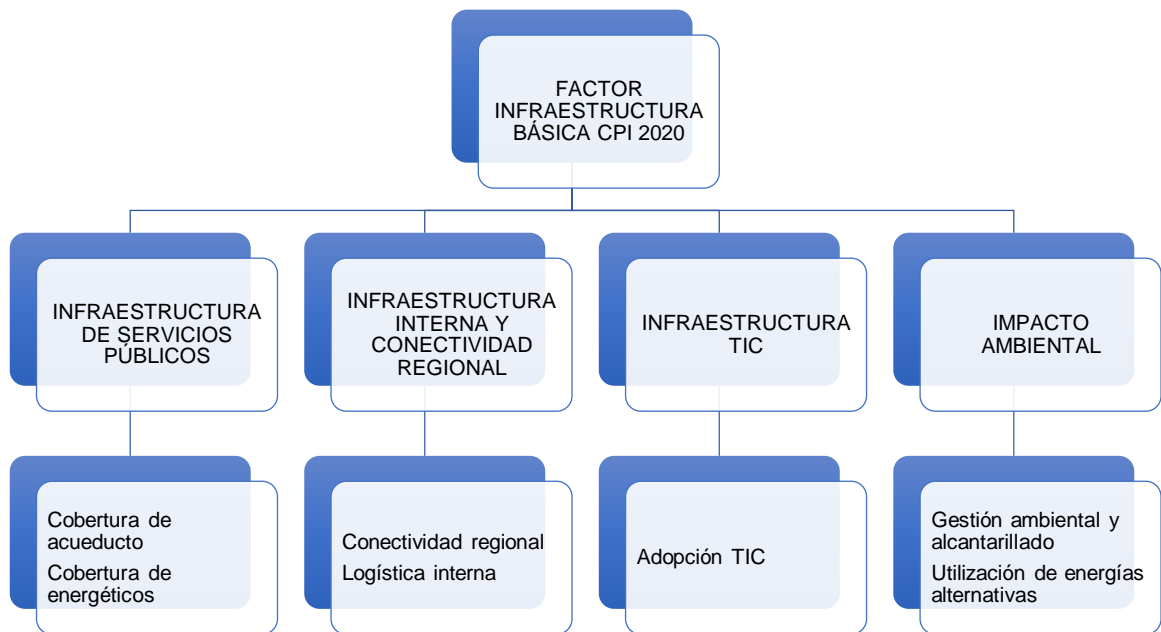 FACTOR
INFRAESTRUCTURA
BÁSICA CPI 2020
INFRAESTRUCTURA
DE SERVICIOS
PÚBLICOS
INFRAESTRUCTURA
INTERNA Y
CONECTIVIDAD
REGIONAL
INFRAESTRUCTURA
TIC
IMPACTO
AMBIENTAL
Cobertura de
acueducto
Cobertura de
energéticos
Conectividad regional
Logística interna
Adopción TIC
Gestión ambiental y
alcantarillado
Utilización de energías
alternativas